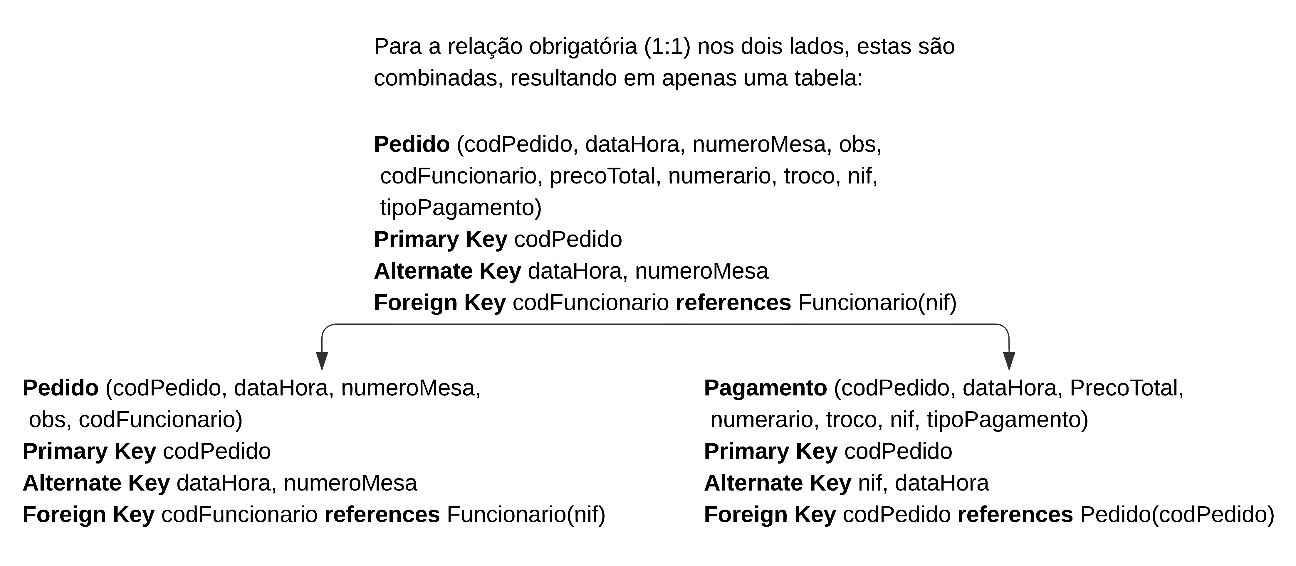 Para a relação obrigatória (1:1) nos dois lados, estas são
combinadas, resultando em apenas uma tabela:
Pedido (codPedido, dataHora, numeroMesa, obs,
codFuncionario, precoTotal, numerario, troco, nif,
tipoPagamento)
Primary Key codPedido
Alternate Key dataHora, numeroMesa
Foreign Key codFuncionario references Funcionario(nif)
Pedido (codPedido, dataHora, numeroMesa,
obs, codFuncionario)
Primary Key codPedido
Alternate Key dataHora, numeroMesa
Foreign Key codFuncionario references Funcionario(nif)
Pagamento (codPedido, dataHora, PrecoTotal,
numerario, troco, nif, tipoPagamento)
Primary Key codPedido
Alternate Key nif, dataHora
Foreign Key codPedido references Pedido(codPedido)